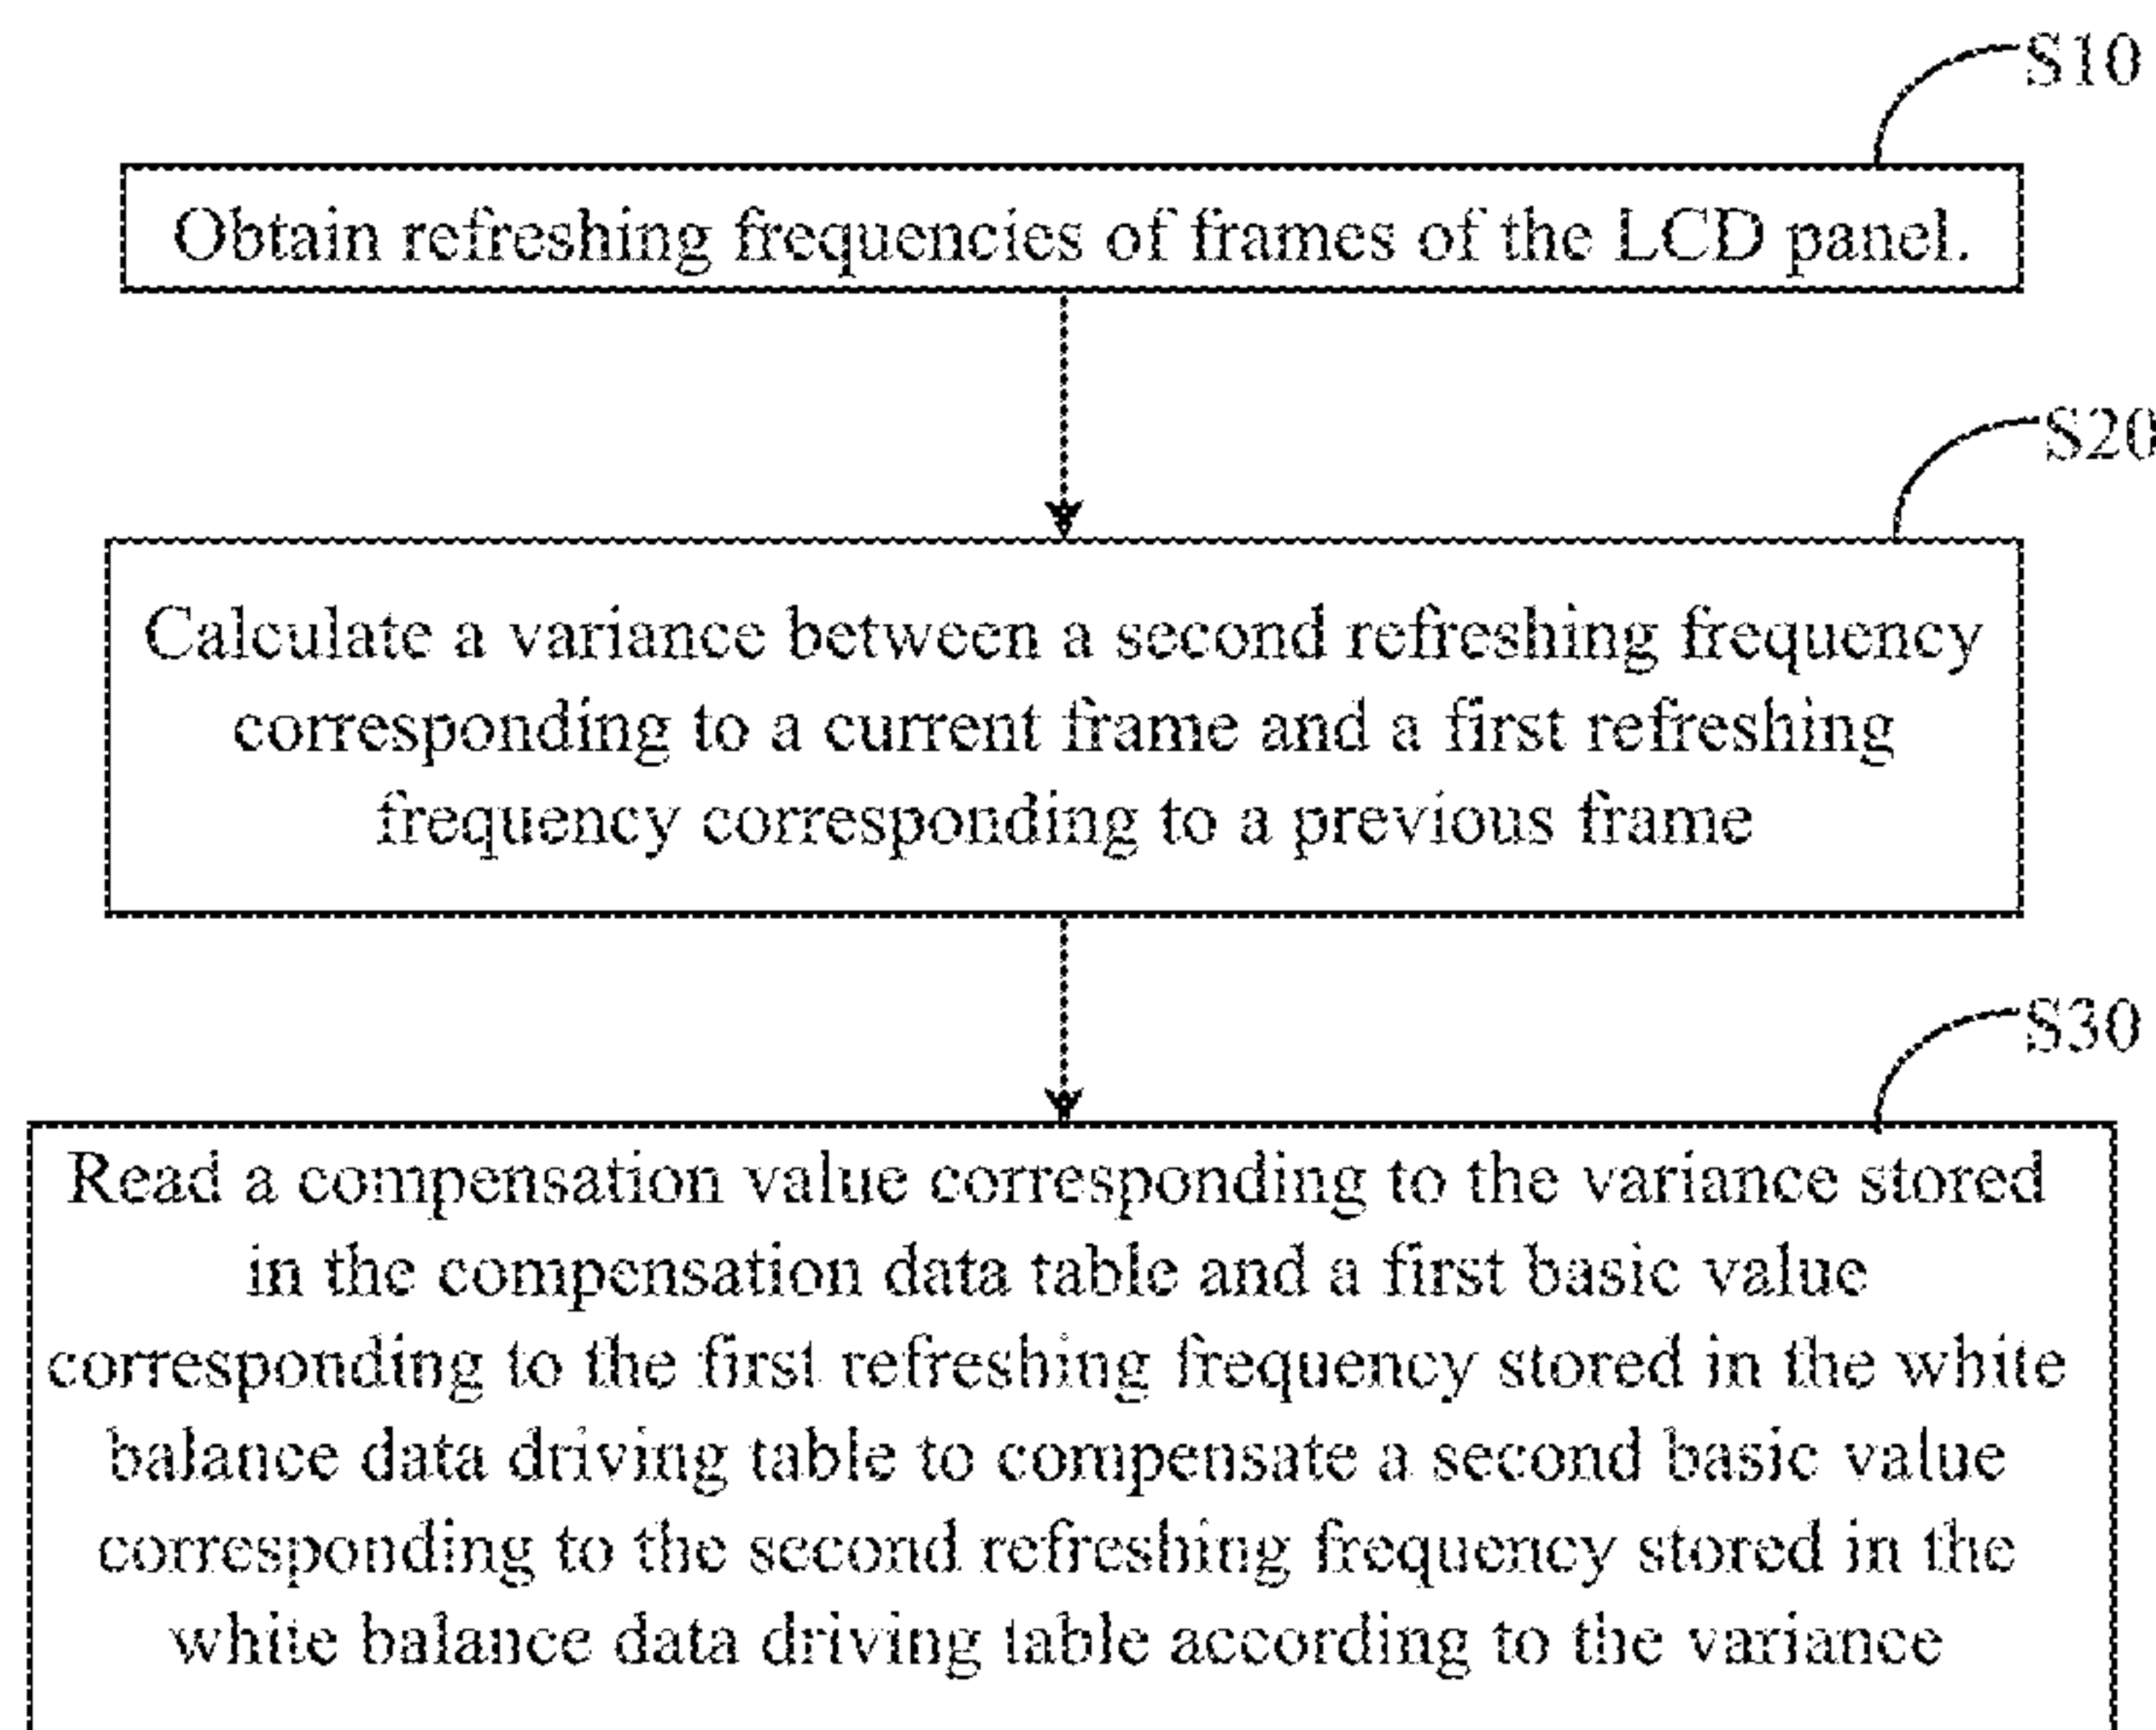 S10
Obtain refreshing frequencies of frames of the LCD panel.
S20
Calculate a variance between a second refreshing frequency
corresponding to a current frame and a first refreshing
frequency corresponding to a previous frame
S30
Read a compensation value corresponding to the variance stored
in the compensation data table and a first basic value
corresponding to the first refreshing frequency stored in the white
balance data driving table to compensate a second basic value
corresponding to the second refreshing frequency stored in the
white balance data driving table according to the variance